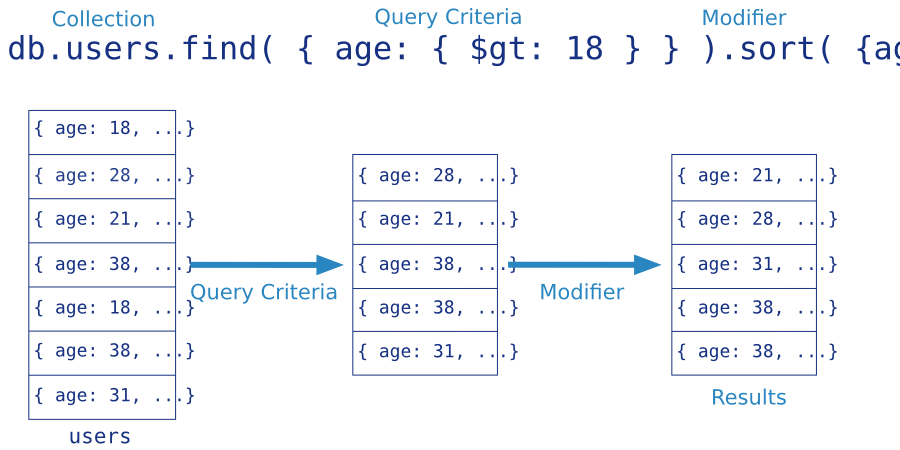 Collection Query Criteria Modifier
db.users.find( { age: { $gt: 18 } } ).sort( {ag
{ age: 18, ...}
{ age: 28, ...}
{ age: 21, ...}
{ age: 38, ...}
{ age: 18, ...}
{ age: 38, ...}
{ age: 31, ...}
users
Query Criteria
{ age: 28, ...}
{ age: 21, ...}
{ age: 38, ...}
{ age: 38, ...}
{ age: 31, ...}
Modifier
{ age: 21, ...}
{ age: 28, ...}
{ age: 31, ...}
{ age: 38, ...}
{ age: 38, ...}
Results